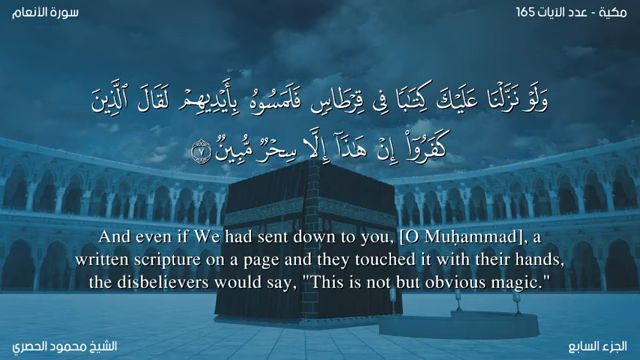 سورة الأنعام
مكية - عدد الآيات 165
وَلَوْ نَزَّلْنَا عَلَيْكَ كِتَٰبًا فِى قِرْطَاسٍ فَلَمَسُوهُ بِأَيْدِيهِمْ لَقَالَ ٱلَّذِينَ
كَفَرُوٓا۟ إِنْ هَٰذَآ إِلَّا سِحْرٌ مُّبِينٌ ٧
And even if We had sent down to you, [O Muḥammad], a
written scripture on a page and they touched it with their hands,
the disbelievers would say, "This is not but obvious magic."
الشيخ محمود الحصري
الجزء السابع